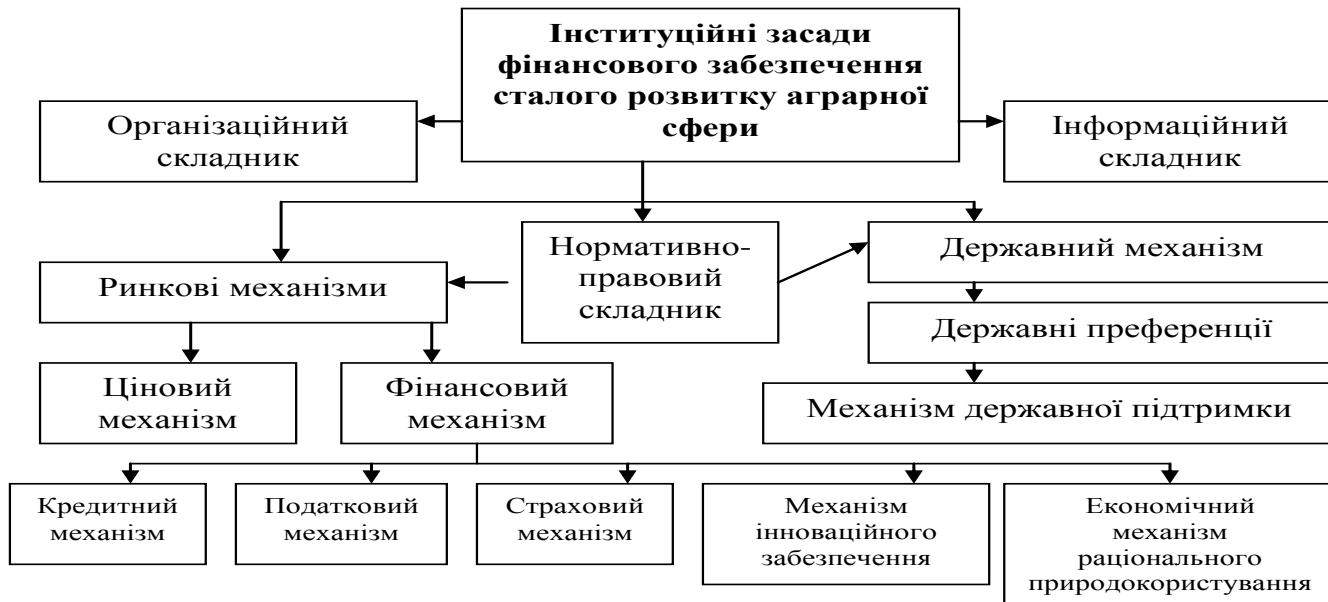 Інституційні засади
фінансового забезпечення
сталого розвитку аграрної
сфери
Організаційний
складник
Інформаційний
складник
Нормативно-
правовий
складник
Державний механізм
Ринкові механізми
Державні преференції
Ціновий
механізм
Фінансовий
механізм
Механізм державної підтримки
Кредитний
механізм
Податковий
механізм
Страховий
механізм
Механізм
інноваційного
забезпечення
Економічний
механізм
раціонального
природокористування